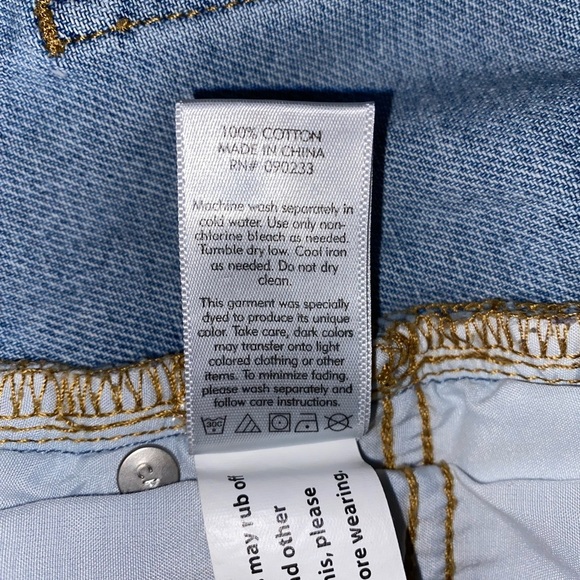 100% COTTON
MADE IN CHINA
RN# 090233
Machine wash separately in
cold water. Use only non-
chlorine bleach as needed.
Tumble dry low. Cool iron
as needed. Do not dry
clean.
This garment was specially
dyed to produce its unique
color. Take care, dark colors
may transfer onto light
colored clothing or other
items. To minimize fading.
please wash separately and
follow care instructions.
30C
may rub off
nd other
his, please
ore wearing.